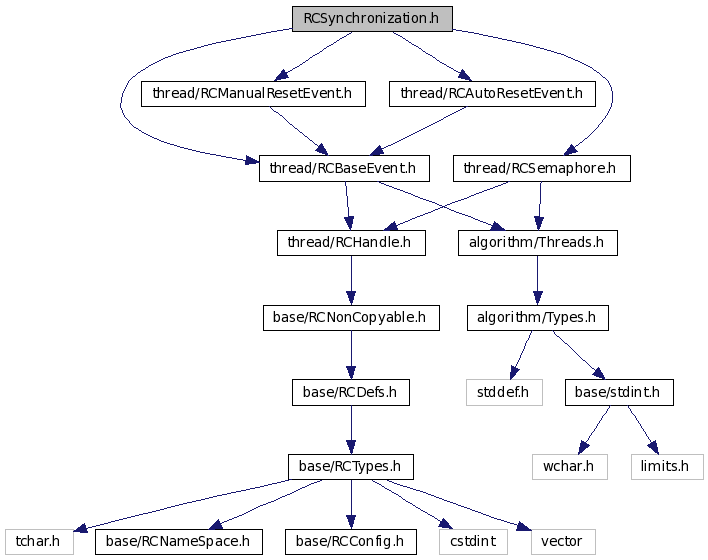 RCSynchronization.h
thread/RCManualResetEvent.h
thread/RCAutoResetEvent.h
thread/RCBaseEvent.h
thread/RCSemaphore.h
thread/RCHandle.h
algorithm/Threads.h
base/RCNonCopyable.h
algorithm/Types.h
base/RCDefs.h
stddef.h
base/stdint.h
base/RCTypes.h
wchar.h
limits.h
tchar.h
base/RCNameSpace.h
base/RCConfig.h
cstdint
vector